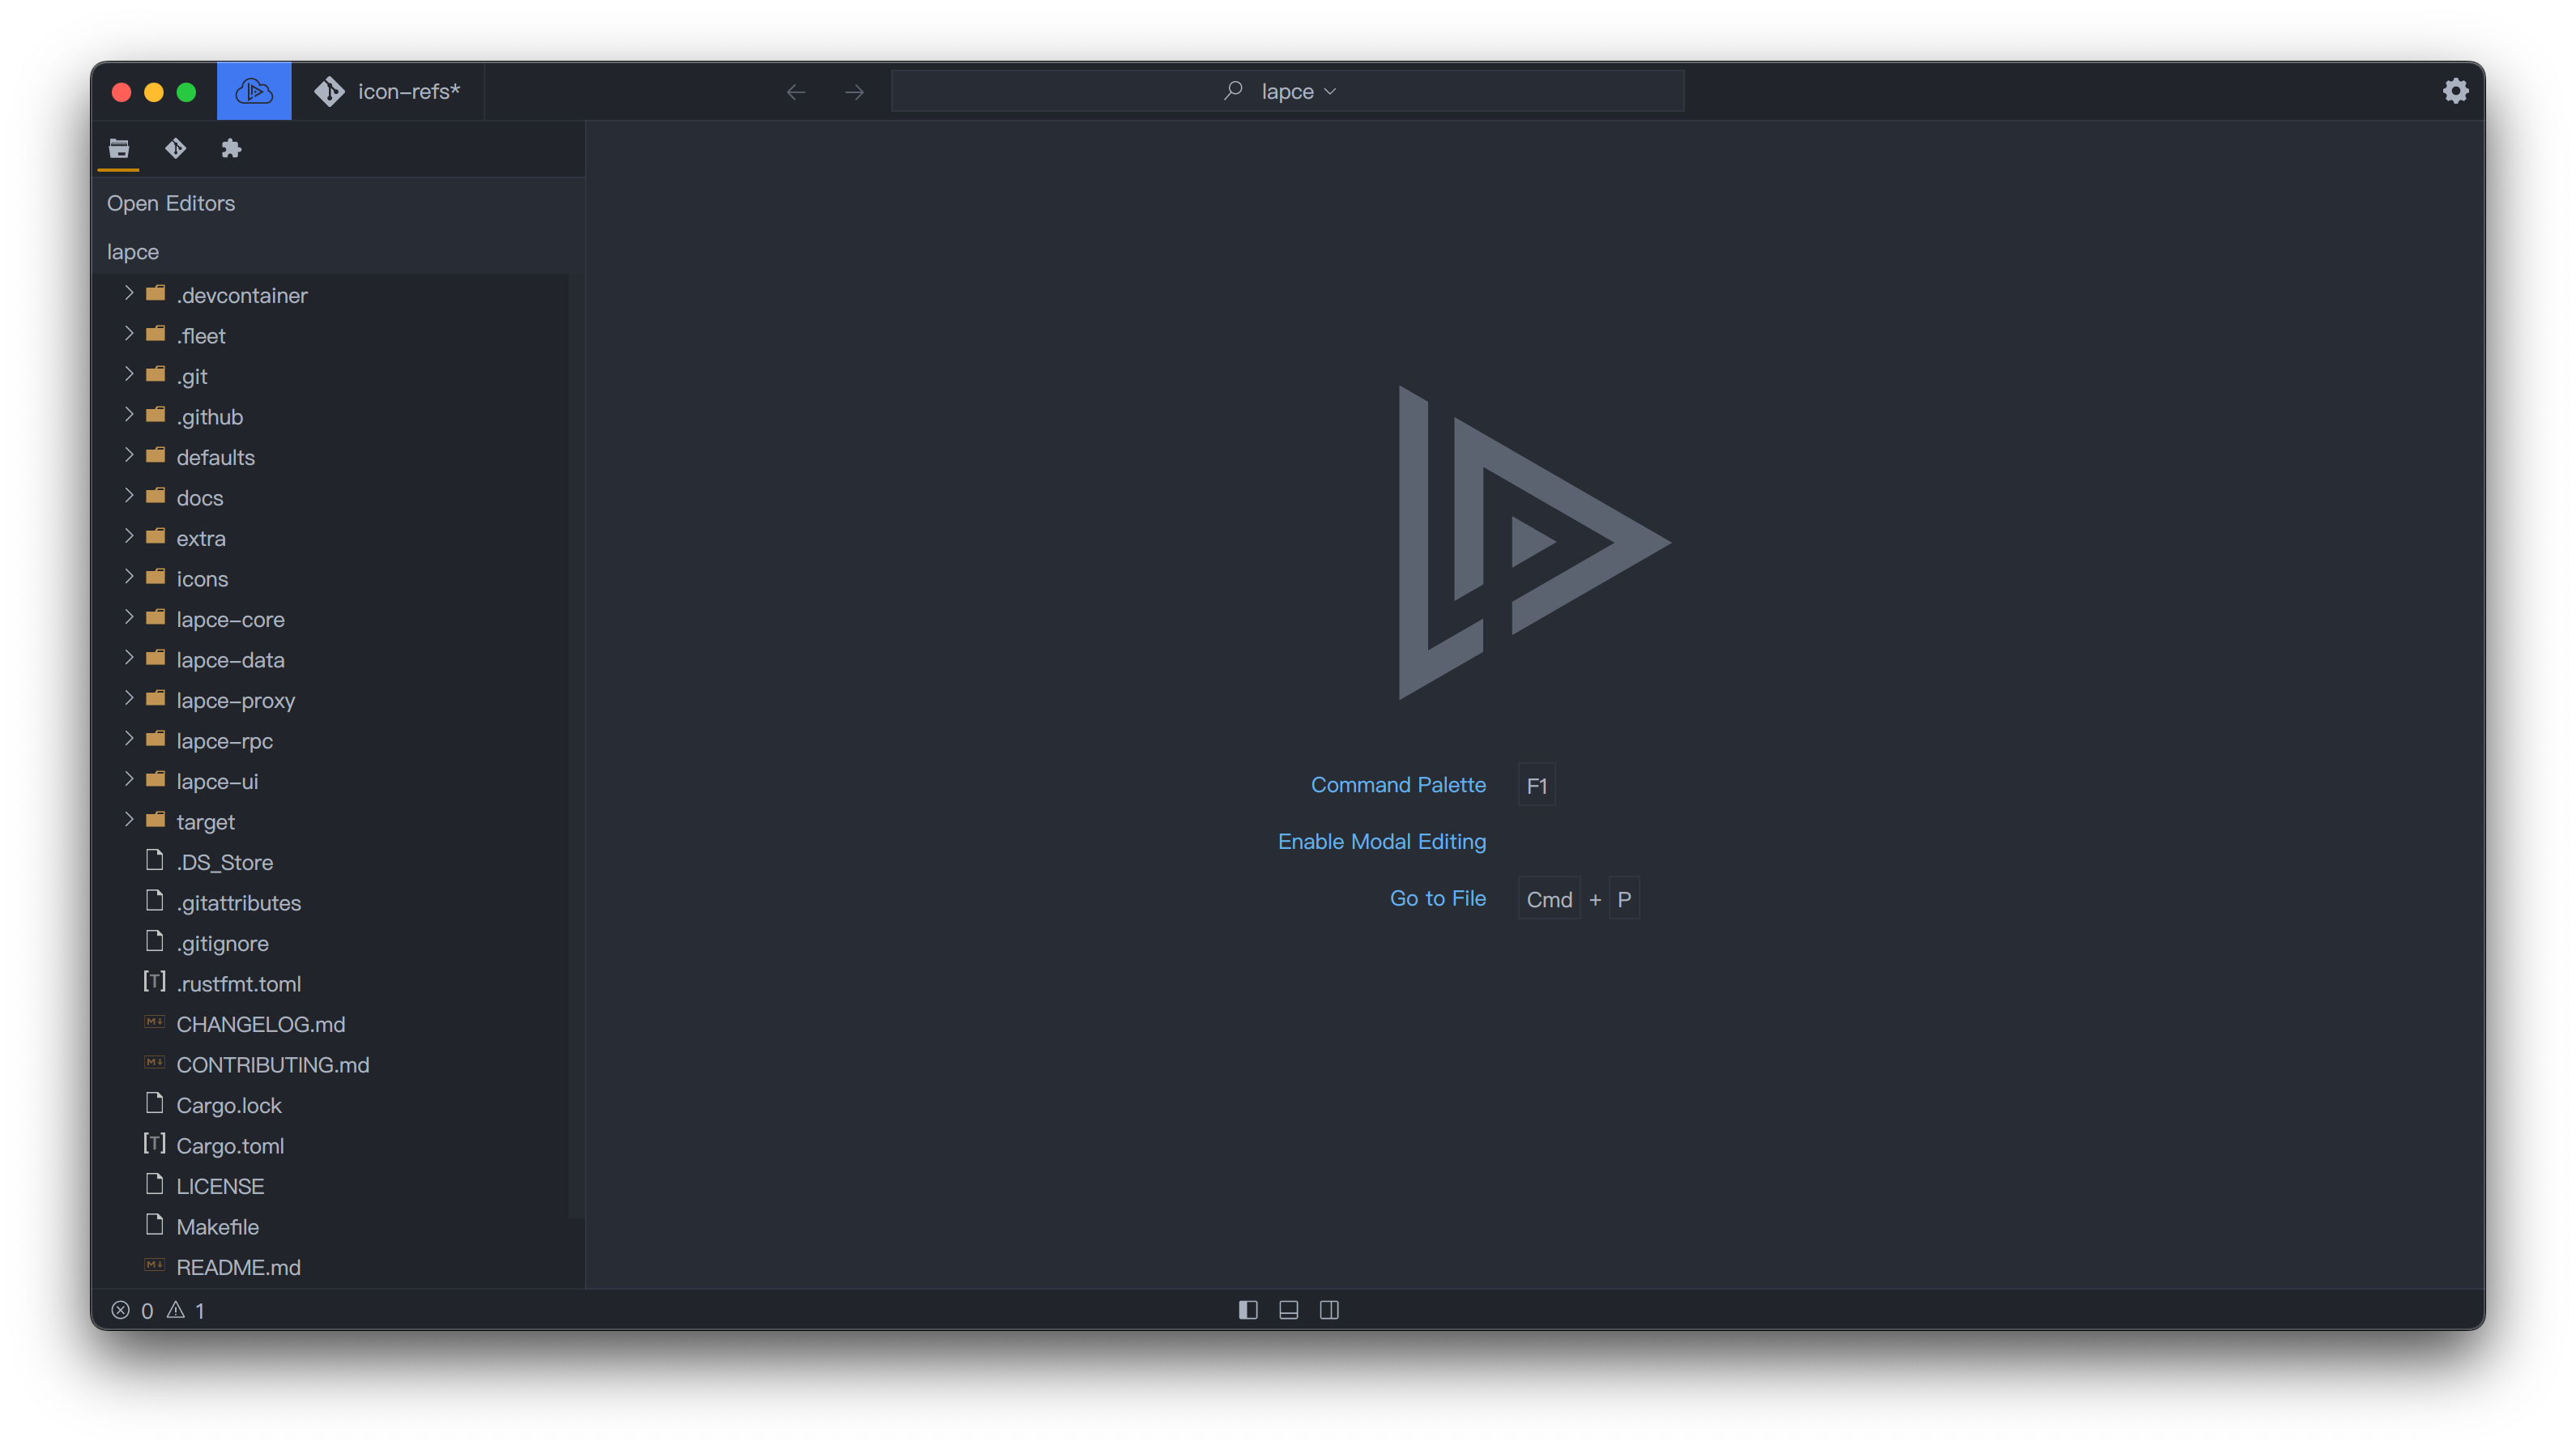 icon-refs*
lapce
Open Editors
lapce
.devcontainer
.fleet
.git
.github
defaults
docs
extra
icons
lapce-core
lapce-data
lapce-proxy
lapce-rpc
lapce-ui
target
.DS_Store
.gitattributes
.gitignore
[T] .rustfmt.toml
M↓ CHANGELOG.md
M↓ CONTRIBUTING.md
Cargo.lock
[T] Cargo.toml
LICENSE
Makefile
M↓ README.md
Command Palette F1
Enable Modal Editing
Go to File Cmd + P
0 1